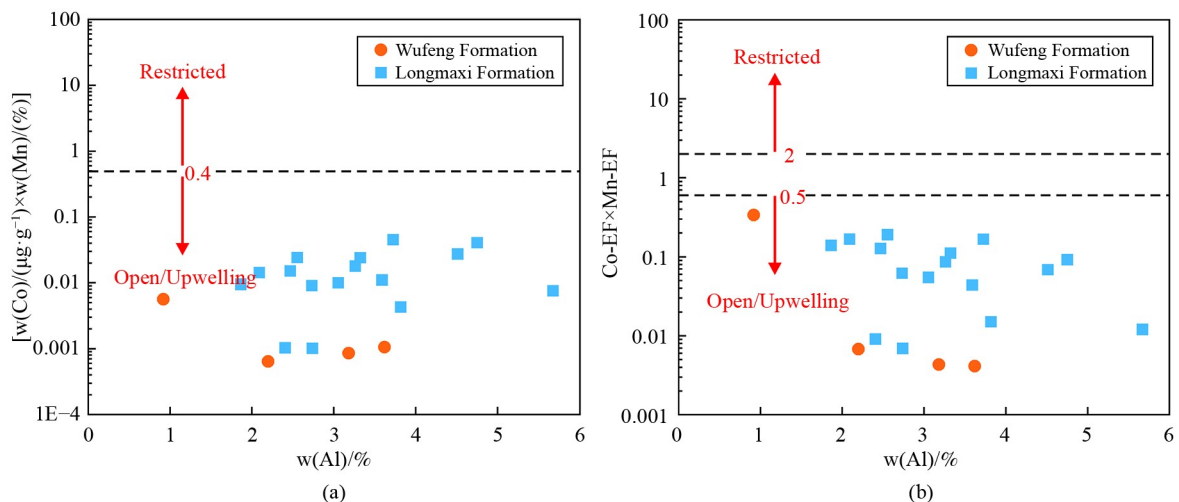 100
10
1
0.1
0.01
0.001
1E−4
[w(Co)/(μg·g⁻¹)×w(Mn)/(%)]
Wufeng Formation
Longmaxi Formation
Restricted
0.4
Open/Upwelling
0
1
2
3
4
5
6
w(Al)/%
(a)
100
10
1
0.1
0.01
0.001
Co-EF×Mn-EF
Wufeng Formation
Longmaxi Formation
Restricted
2
0.5
Open/Upwelling
0
1
2
3
4
5
6
w(Al)/%
(b)